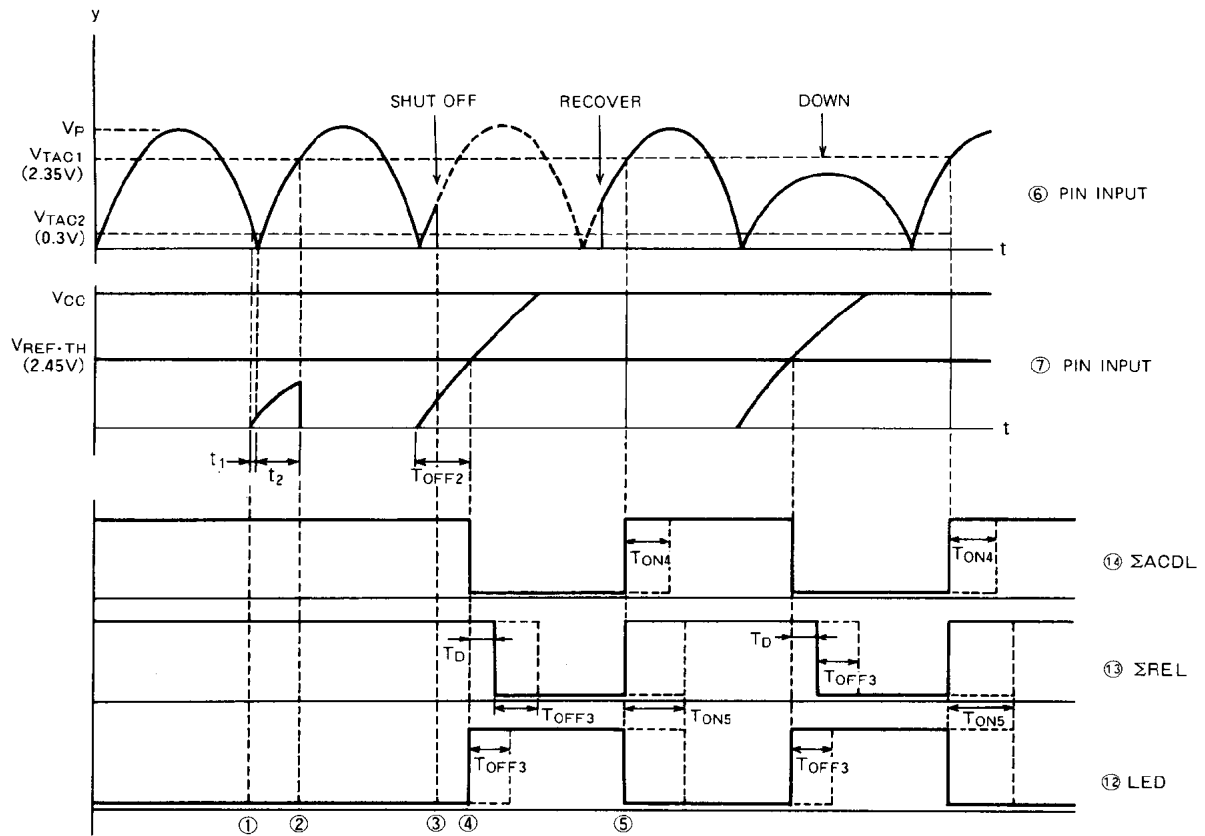 y
SHUT OFF
RECOVER
DOWN
VP
VTAC1
(2.35V)
⑥ PIN INPUT
VTAC2
(0.3V)
t
VCC
VREF·TH
(2.45V)
⑦ PIN INPUT
t
t1
t2
TOFF2
TON4
TON4
⑭ ΣACDL
TD
TD
TOFF3
⑬ ΣREL
TOFF3
TON5
TON5
TOFF3
TOFF3
⑫ LED
① ② ③ ④ ⑤